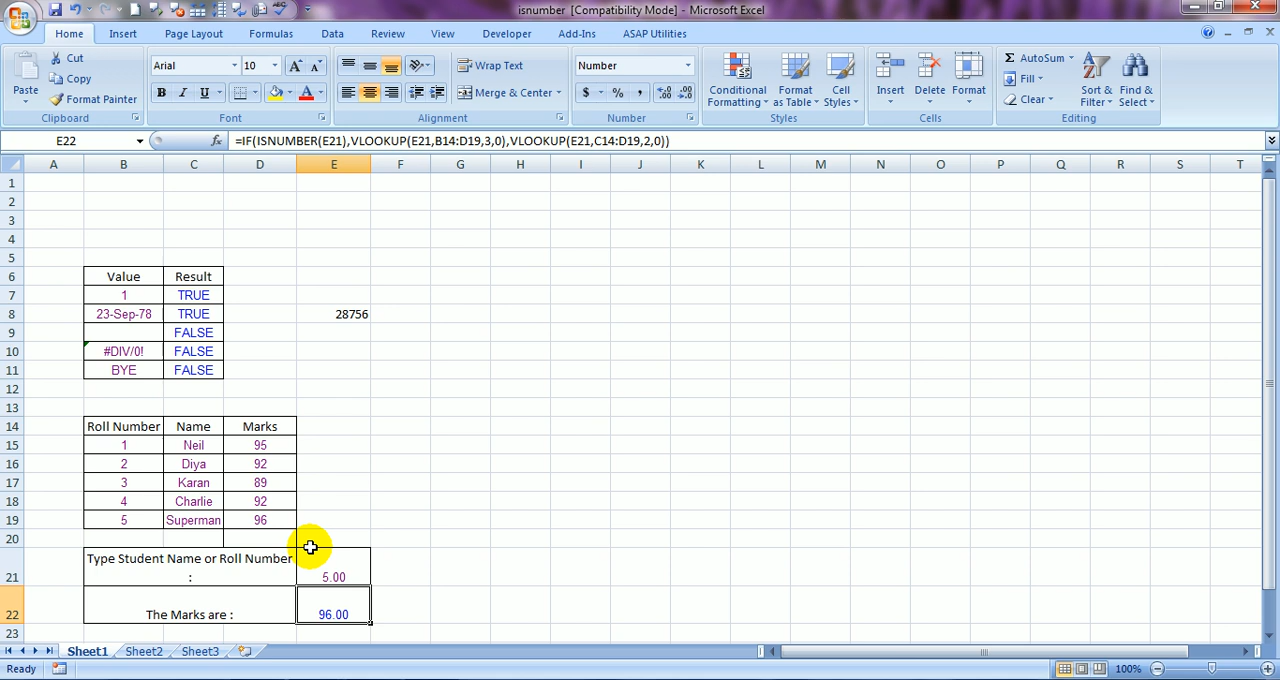 isnumber [Compatibility Mode] - Microsoft Excel
Home Insert Page Layout Formulas Data Review View Developer Add-Ins ASAP Utilities
Paste Cut Copy Format Painter Clipboard
Arial 10 B I U A Font
Wrap Text Merge & Center Alignment
Number $ % , Number
Conditional Formatting Format as Table Cell Styles Styles
Insert Delete Format Cells
Σ AutoSum Fill Clear Sort & Filter Find & Select Editing
E22 fx =IF(ISNUMBER(E21),VLOOKUP(E21,B14:D19,3,0),VLOOKUP(E21,C14:D19,2,0))
A B C D E F G H I J K L M N O P Q R S T
1
2
3
4
5
6 Value Result
7 1 TRUE
8 23-Sep-78 TRUE 28756
9 FALSE
10 #DIV/0! FALSE
11 BYE FALSE
12
13
14 Roll Number Name Marks
15 1 Neil 95
16 2 Diya 92
17 3 Karan 89
18 4 Charlie 92
19 5 Superman 96
20
Type Student Name or Roll Number
21 : 5.00
22 The Marks are : 96.00
23
Sheet1 Sheet2 Sheet3
Ready 100%